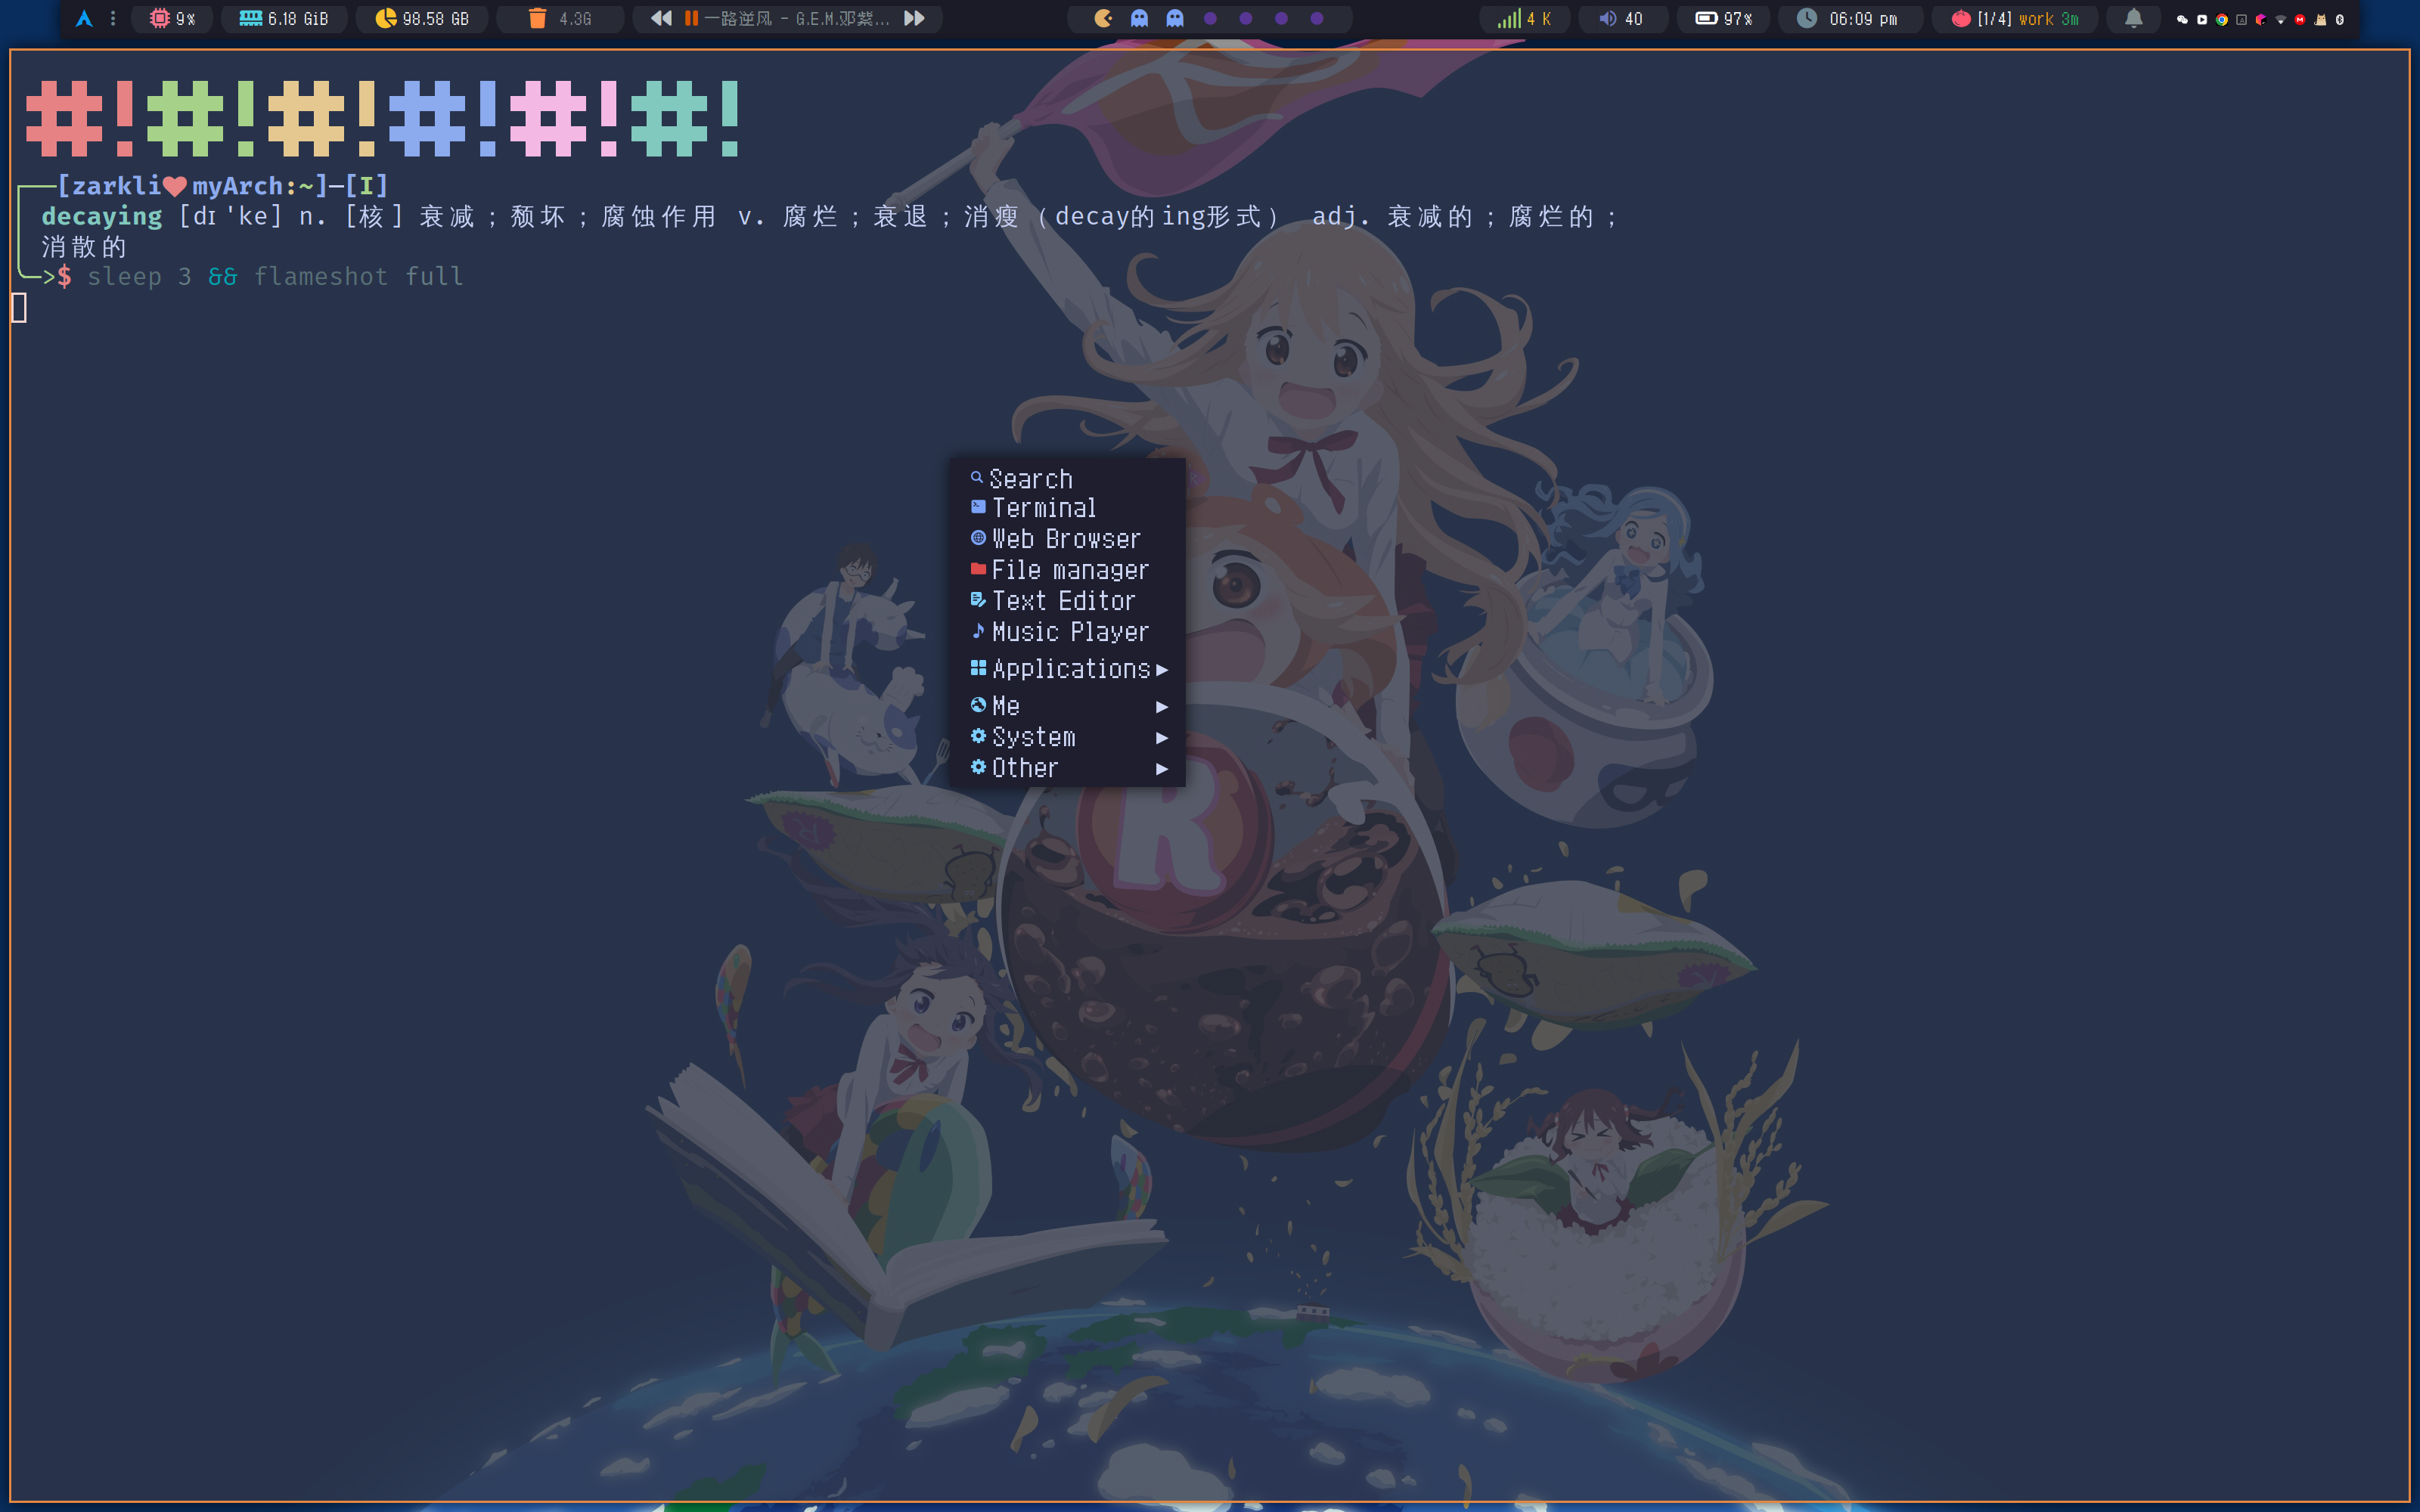 9% 6.18 GiB 98.58 GB 4.3G 一路逆风 - G.E.M.邓紫... 4 K 40 97% 06:09 pm [1/4] work 3m
#!#!#!#!#!#!
[zarkli❤myArch:~]—[I]
decaying [dɪˈke] n. [核] 衰减；颓坏；腐蚀作用 v. 腐烂；衰退；消瘦（decay的ing形式） adj. 衰减的；腐烂的；
消散的
>$ sleep 3 && flameshot full
Search
Terminal
Web Browser
File manager
Text Editor
Music Player
Applications ▶
Me ▶
System ▶
Other ▶
R